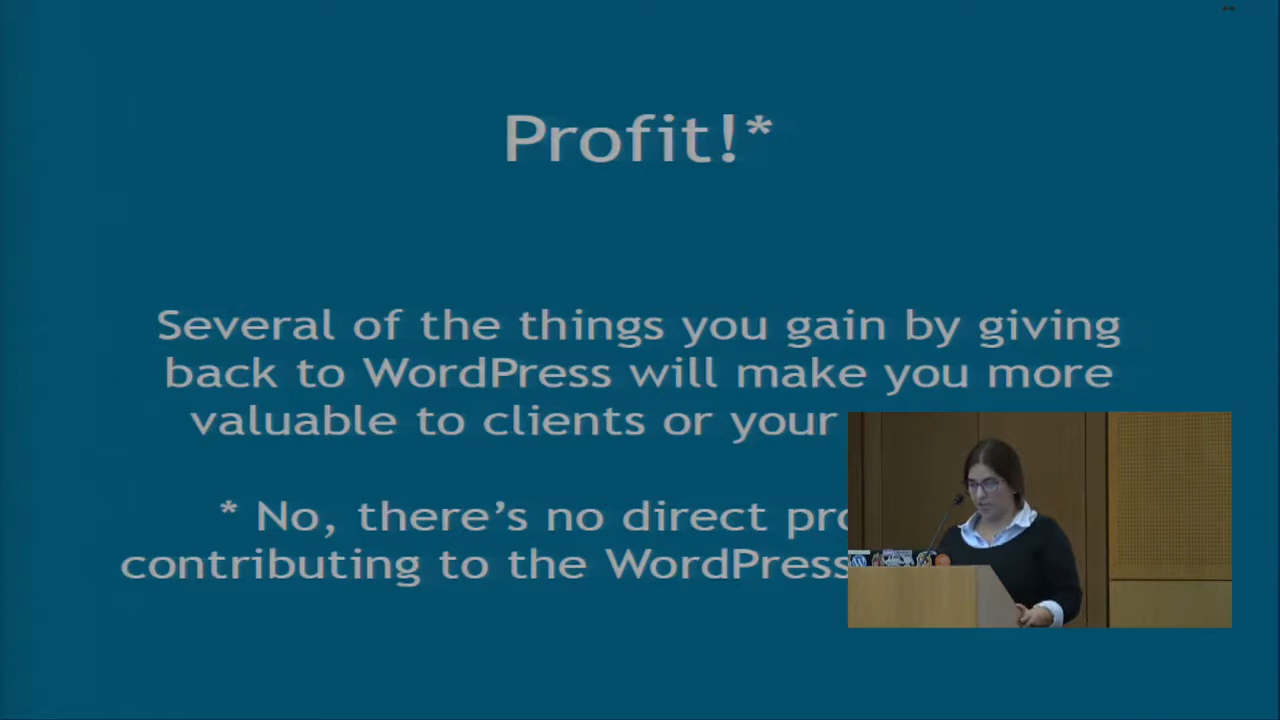 Profit!*
Several of the things you gain by giving
back to WordPress will make you more
valuable to clients or your
* No, there’s no direct
contributing to the WordPress